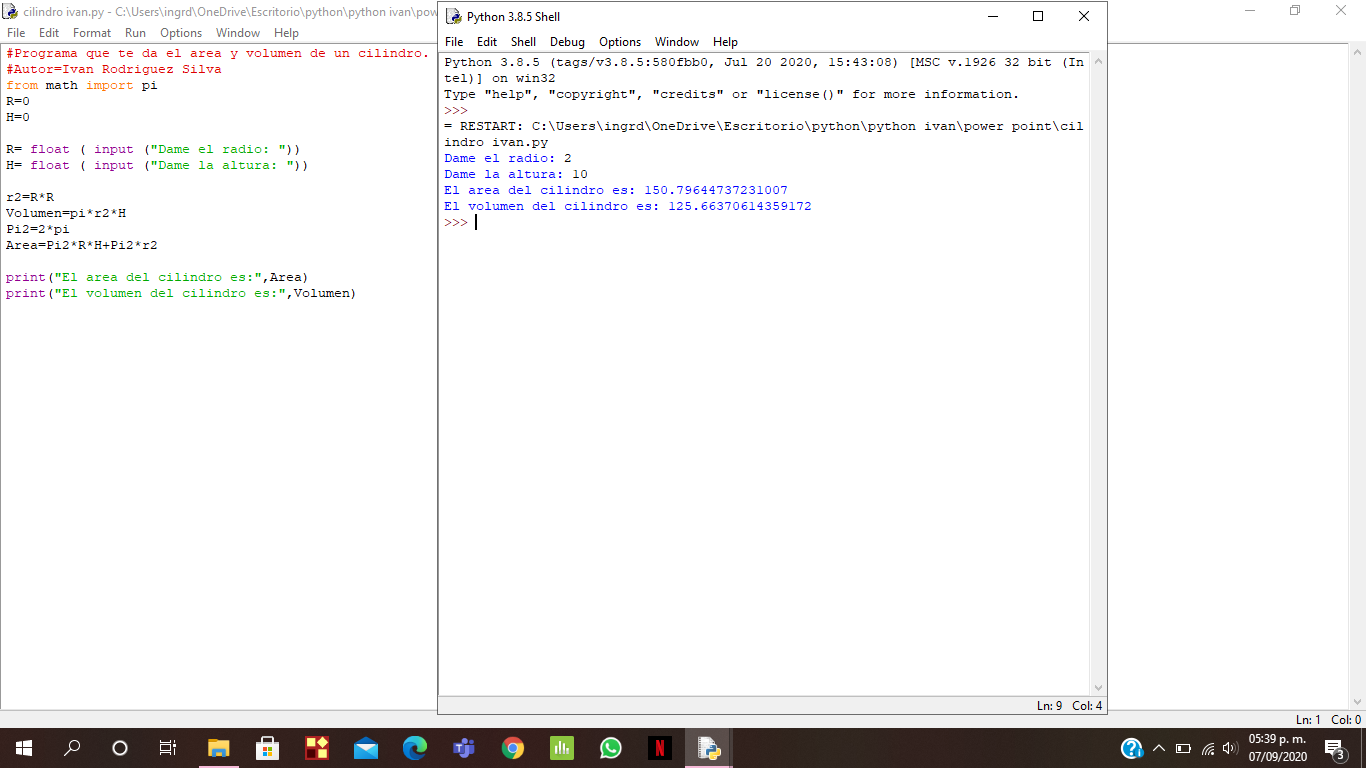 cilindro ivan.py - C:\Users\ingrd\OneDrive\Escritorio\python\python ivan\pow
File Edit Format Run Options Window Help
#Programa que te da el area y volumen de un cilindro.
#Autor=Ivan Rodriguez Silva
from math import pi
R=0
H=0
R= float ( input ("Dame el radio: "))
H= float ( input ("Dame la altura: "))
r2=R*R
Volumen=pi*r2*H
Pi2=2*pi
Area=Pi2*R*H+Pi2*r2
print("El area del cilindro es:",Area)
print("El volumen del cilindro es:",Volumen)
Python 3.8.5 Shell
File Edit Shell Debug Options Window Help
Python 3.8.5 (tags/v3.8.5:580fbb0, Jul 20 2020, 15:43:08) [MSC v.1926 32 bit (In
tel)] on win32
Type "help", "copyright", "credits" or "license()" for more information.
>>>
= RESTART: C:\Users\ingrd\OneDrive\Escritorio\python\python ivan\power point\cil
indro ivan.py
Dame el radio: 2
Dame la altura: 10
El area del cilindro es: 150.79644737231007
El volumen del cilindro es: 125.66370614359172
>>>
Ln: 9 Col: 4
Ln: 1 Col: 0
05:39 p. m.
07/09/2020
3